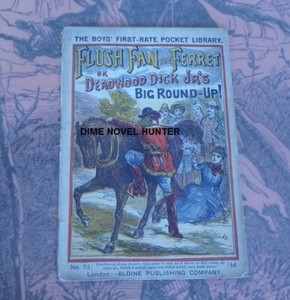 THE BOYS' FIRST-RATE POCKET LIBRARY.
FLUSH FAN THE FERRET
OR
DEADWOOD DICK JR'S
BIG ROUND-UP!
DIME NOVEL HUNTER
No. 73
1d
London:—ALDINE PUBLISHING COMPANY.